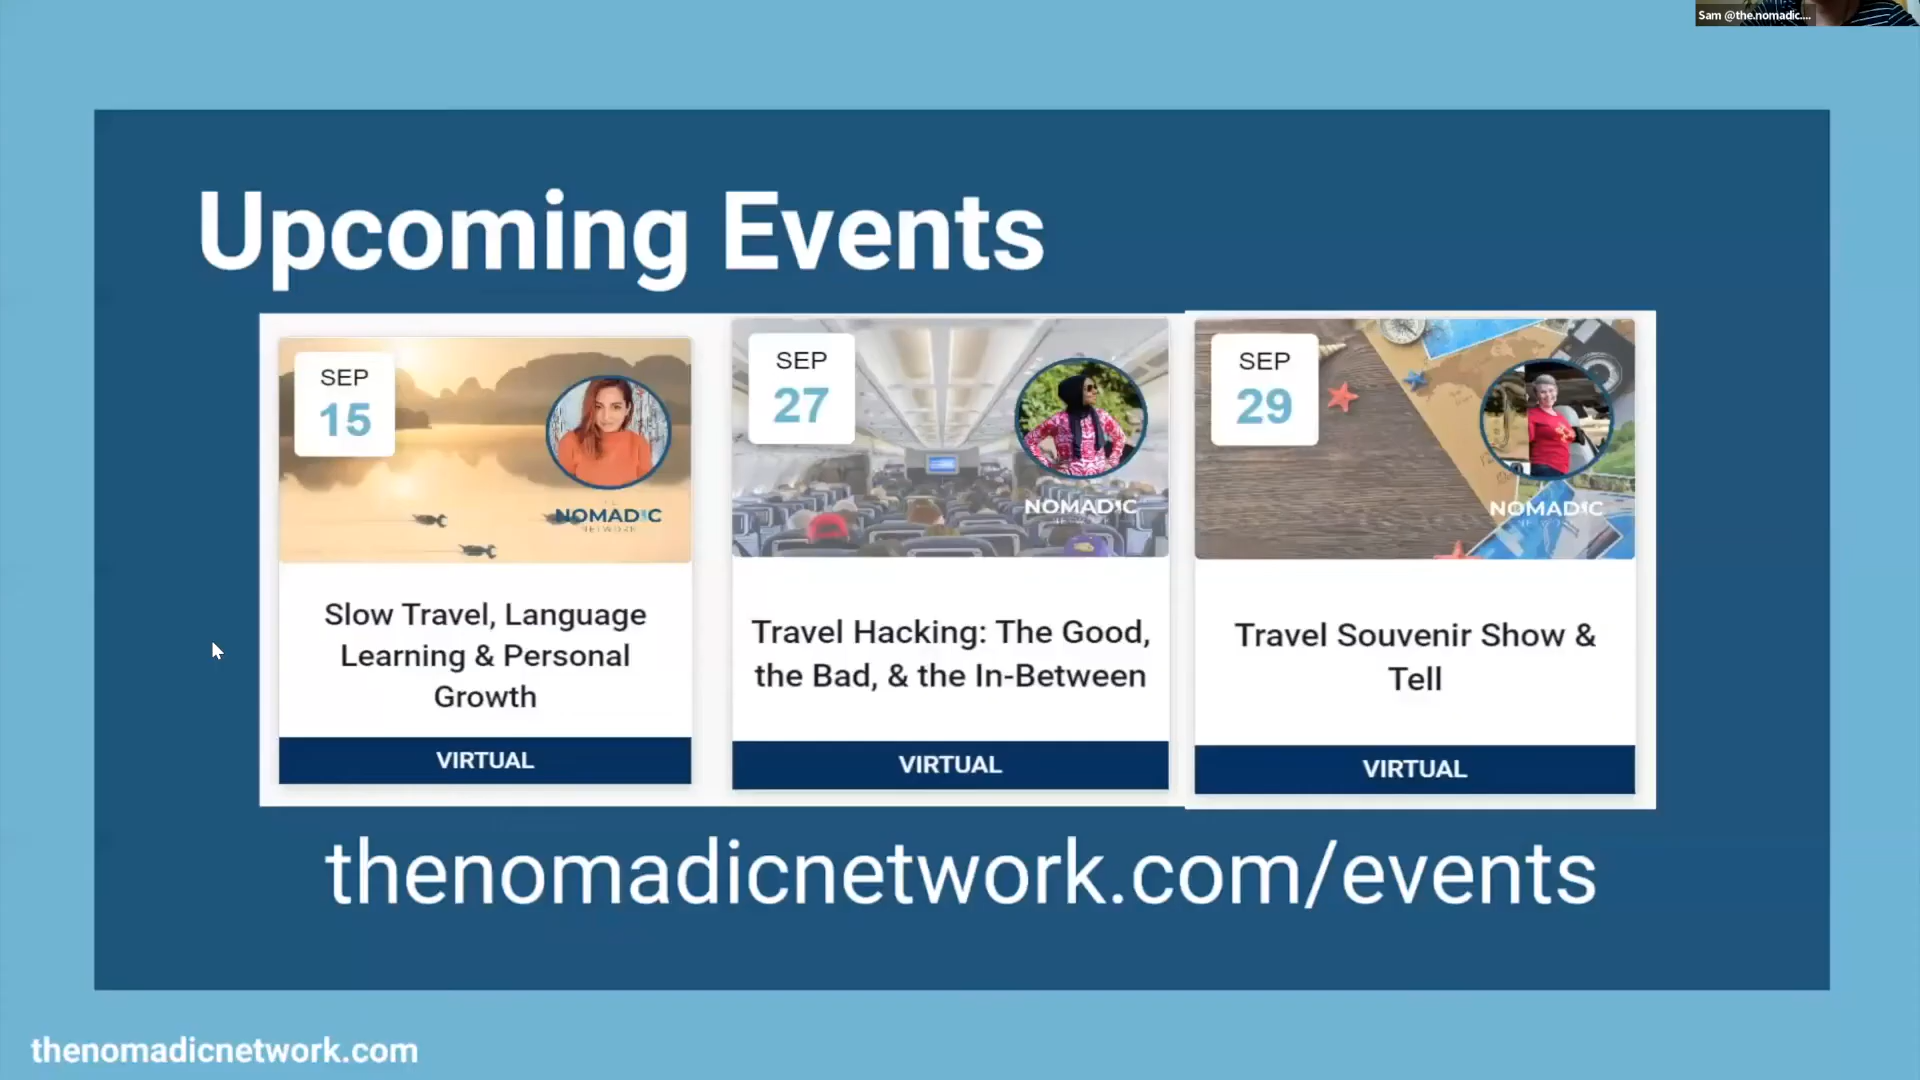 Sam @the.nomadic....
Upcoming Events
SEP
15
NOMADIC
NETWORK
Slow Travel, Language
Learning & Personal
Growth
VIRTUAL
SEP
27
NOMADIC
Travel Hacking: The Good,
the Bad, & the In-Between
VIRTUAL
SEP
29
NOMADIC
Travel Souvenir Show &
Tell
VIRTUAL
thenomadicnetwork.com/events
thenomadicnetwork.com